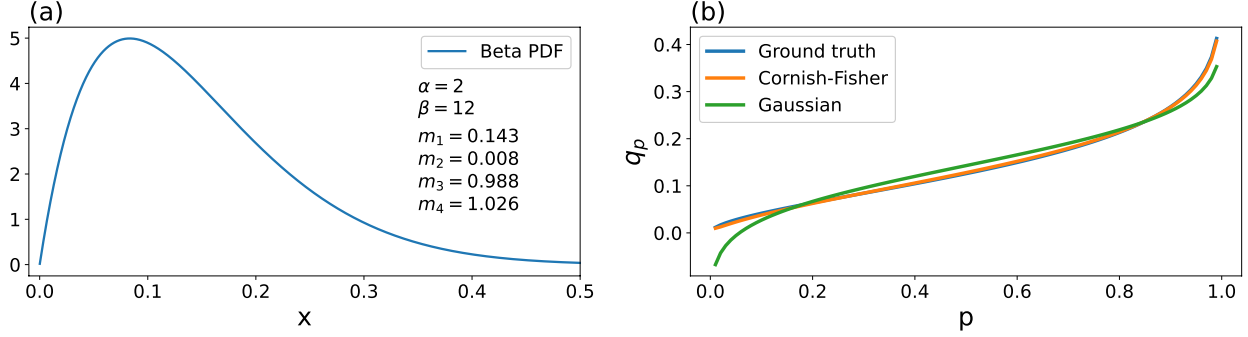 (a)
5
4
3
2
1
0
Beta PDF
α = 2
β = 12
m₁ = 0.143
m₂ = 0.008
m₃ = 0.988
m₄ = 1.026
0.0 0.1 0.2 0.3 0.4 0.5
x
(b)
0.4
0.3
0.2
0.1
0.0
qₚ
Ground truth
Cornish-Fisher
Gaussian
0.0 0.2 0.4 0.6 0.8 1.0
p